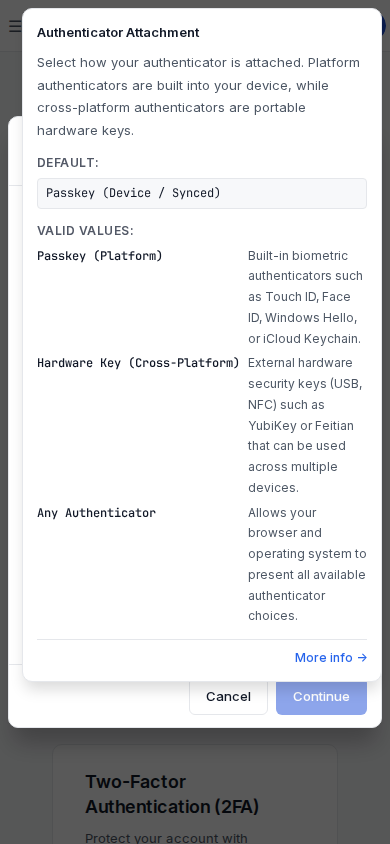 Authenticator Attachment
Select how your authenticator is attached. Platform
authenticators are built into your device, while
cross-platform authenticators are portable
hardware keys.
DEFAULT:
Passkey (Device / Synced)
VALID VALUES:
Passkey (Platform)
Built-in biometric
authenticators such
as Touch ID, Face
ID, Windows Hello,
or iCloud Keychain.
Hardware Key (Cross-Platform)
External hardware
security keys (USB,
NFC) such as
YubiKey or Feitian
that can be used
across multiple
devices.
Any Authenticator
Allows your
browser and
operating system to
present all available
authenticator
choices.
More info →
Cancel
Continue
Two-Factor
Authentication (2FA)
Protect your account with